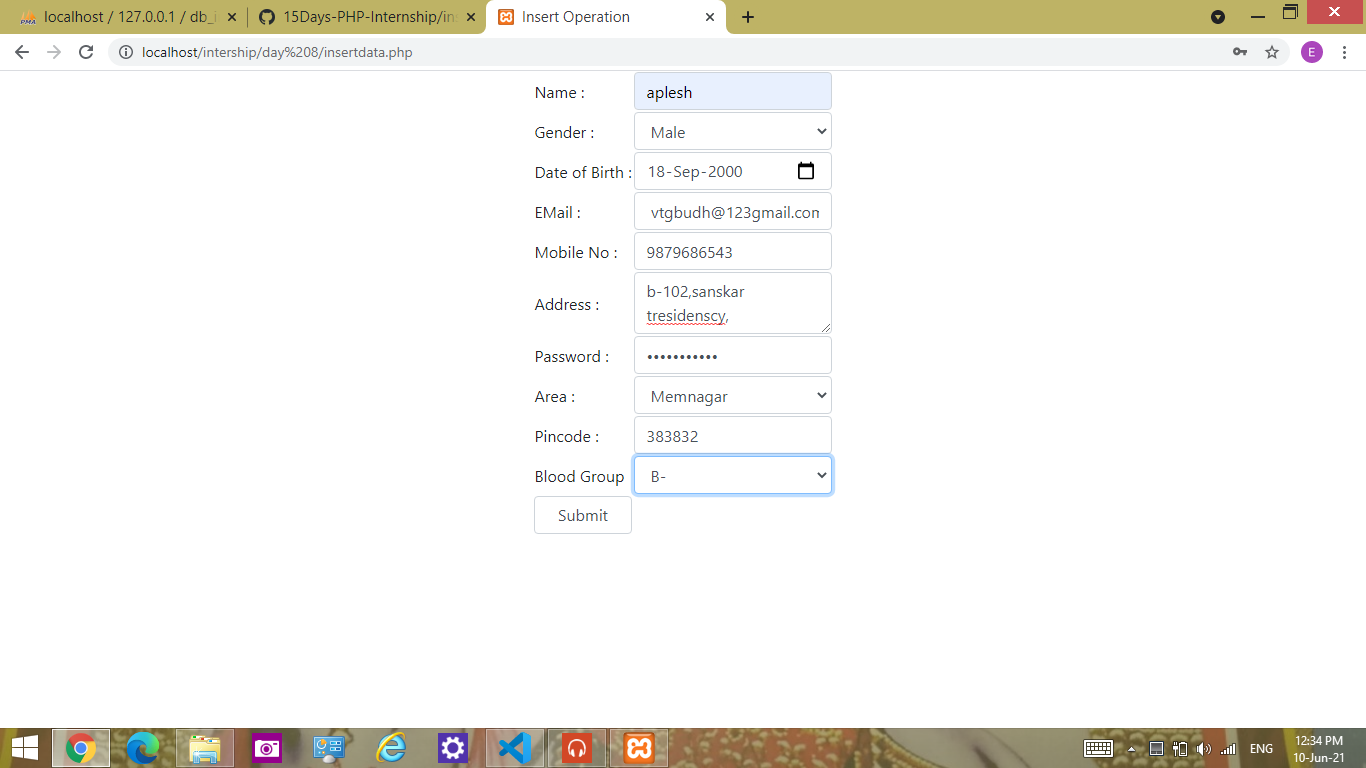 localhost / 127.0.0.1 / db_i
15Days-PHP-Internship/ins
Insert Operation
localhost/intership/day%208/insertdata.php
E
Name : aplesh
Gender : Male
Date of Birth : 18-Sep-2000
EMail : vtgbudh@123gmail.com
Mobile No : 9879686543
Address : b-102,sanskar
tresidenscy,
Password : •••••••••••
Area : Memnagar
Pincode : 383832
Blood Group B-
Submit
ENG
12:34 PM
10-Jun-21